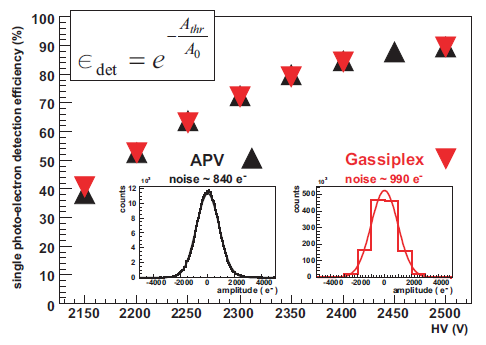 single photo-electron detection efficiency (%)
100
90
80
70
60
50
40
30
20
10
0
ϵdet = e^-Athr/A0
APV
noise ~ 840 e-
Gassiplex
noise ~ 990 e-
counts
10³
12
10
8
6
4
2
0
-4000 -2000 0 2000 4000
amplitude ( e-)
counts
10³
500
400
300
200
100
0
-4000 -2000 0 2000 4000
amplitude ( e-)
2150 2200 2250 2300 2350 2400 2450 2500
HV (V)